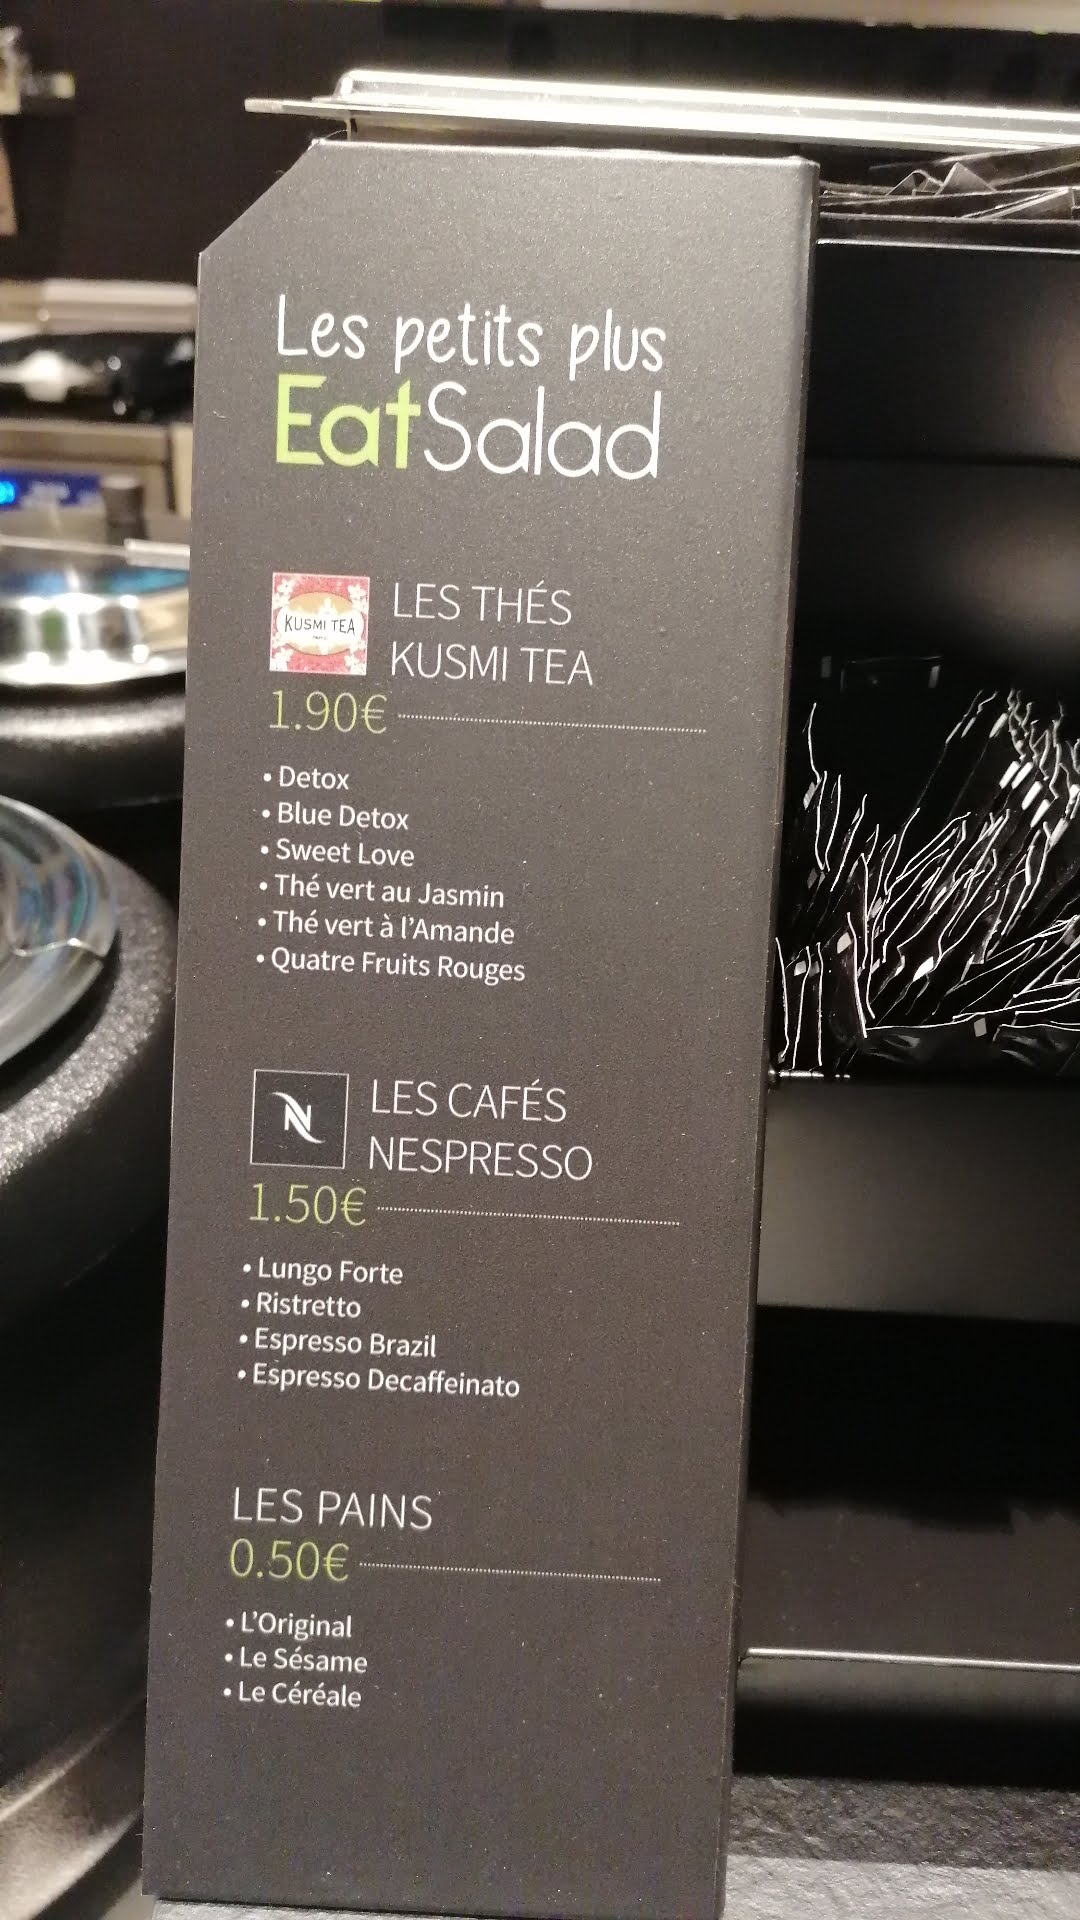 Les petits plus
EatSalad
KUSMI TEA
LES THÉS
KUSMI TEA
1.90€
• Detox
• Blue Detox
• Sweet Love
• Thé vert au Jasmin
• Thé vert à l'Amande
• Quatre Fruits Rouges
N
LES CAFÉS
NESPRESSO
1.50€
• Lungo Forte
• Ristretto
• Espresso Brazil
• Espresso Decaffeinato
LES PAINS
0.50€
• L'Original
• Le Sésame
• Le Céréale